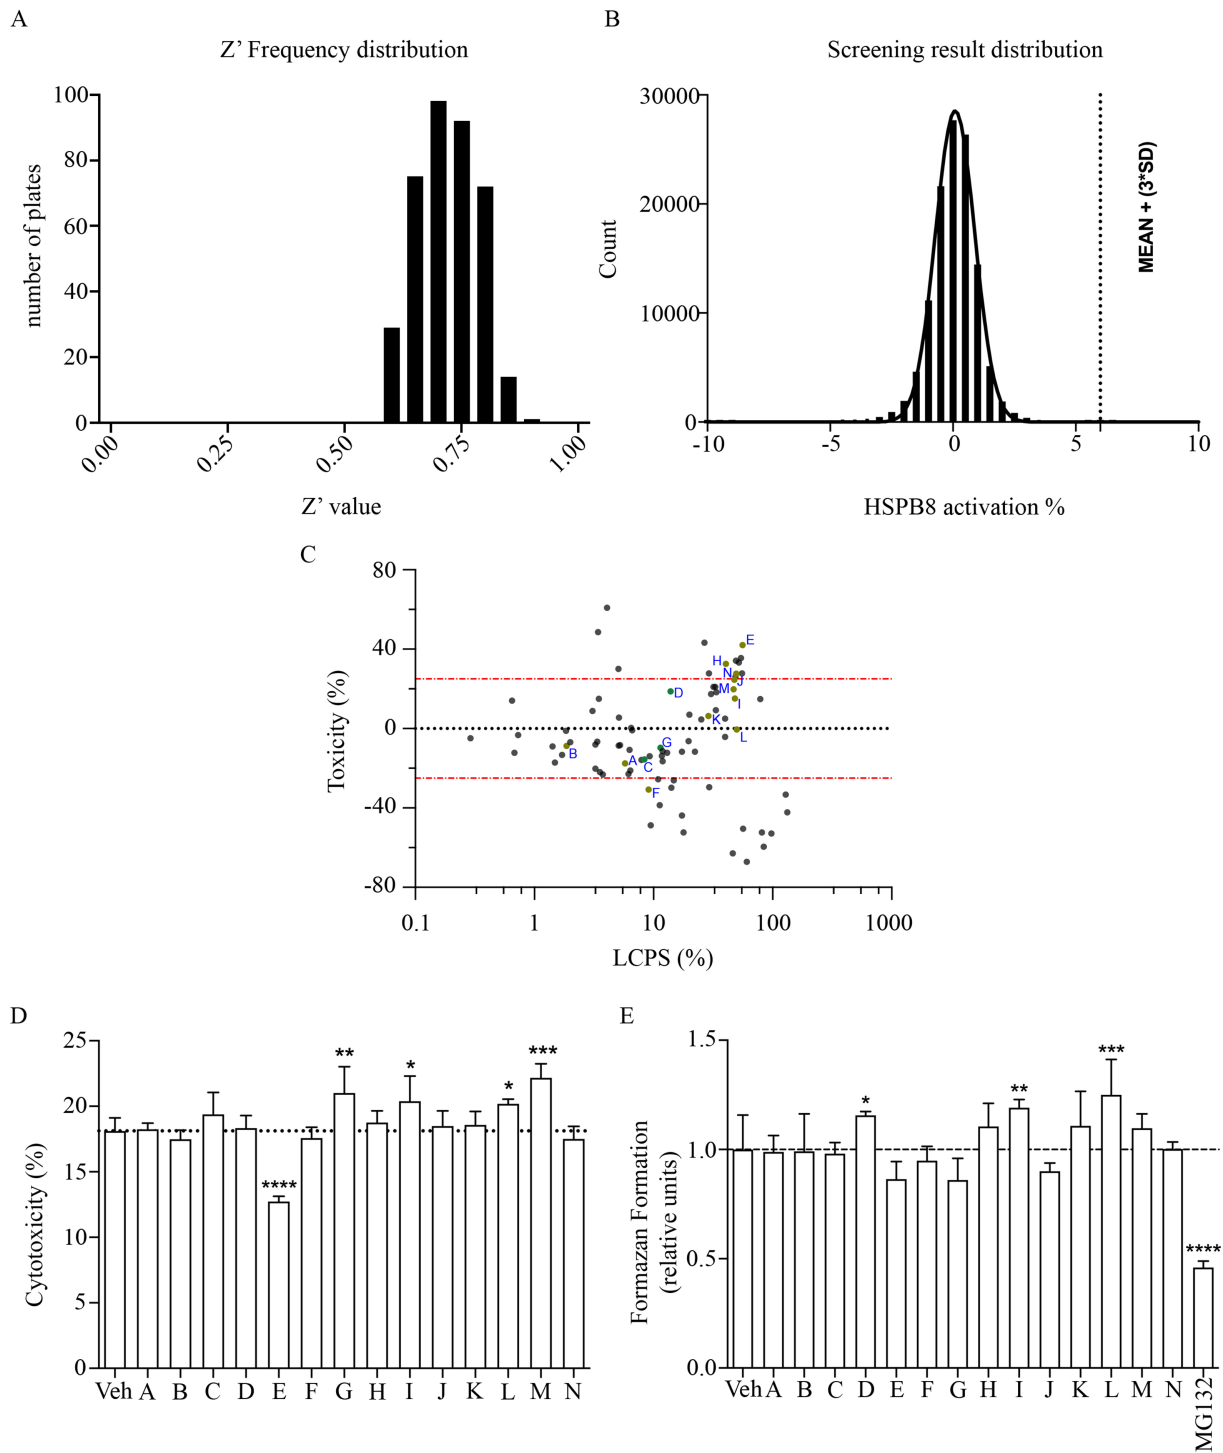 A
Z’ Frequency distribution
100
80
60
40
20
0
number of plates
0.00
0.25
0.50
0.75
1.00
Z’ value
B
Screening result distribution
30000
20000
10000
0
Count
MEAN + (3*SD)
-10
-5
0
5
10
HSPB8 activation %
C
80
40
0
-40
-80
Toxicity (%)
E
H
N
J
M
D
I
K
L
G
B
A
C
F
0.1
1
10
100
1000
LCPS (%)
D
25
20
15
10
5
0
Cytotoxicity (%)
****
**
*
*
***
Veh A B C D E F G H I J K L M N
E
1.5
1.0
0.5
0.0
Formazan Formation
(relative units)
*
**
***
****
Veh A B C D E F G H I J K L M N MG132